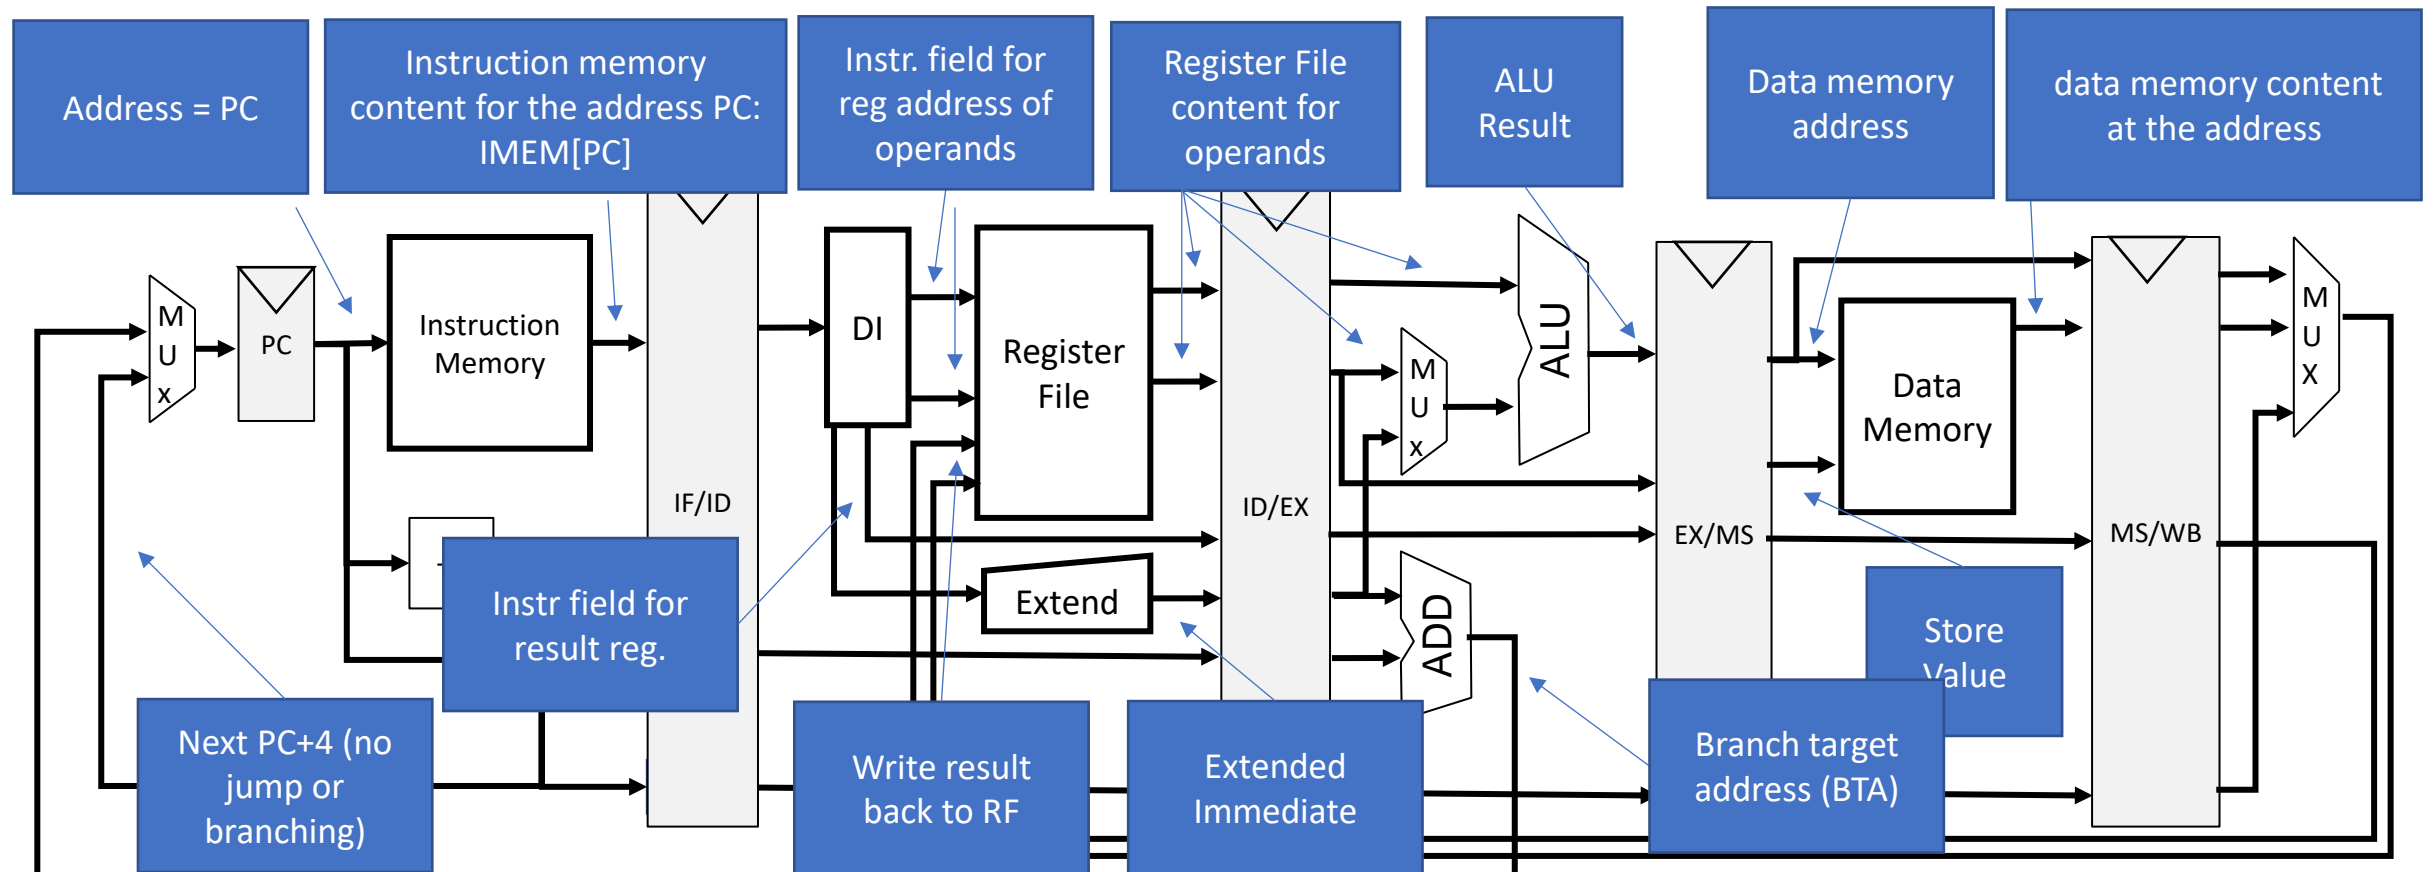 Address = PC
Instruction memory
content for the address PC:
IMEM[PC]
Instr. field for
reg address of
operands
Register File
content for
operands
ALU
Result
Data memory
address
data memory content
at the address
M
U
x
PC
Instruction
Memory
IF/ID
DI
Register
File
ID/EX
M
U
x
ALU
EX/MS
Data
Memory
MS/WB
M
U
X
Instr field for
result reg.
Extend
ADD
Store
Value
Next PC+4 (no
jump or
branching)
Write result
back to RF
Extended
Immediate
Branch target
address (BTA)